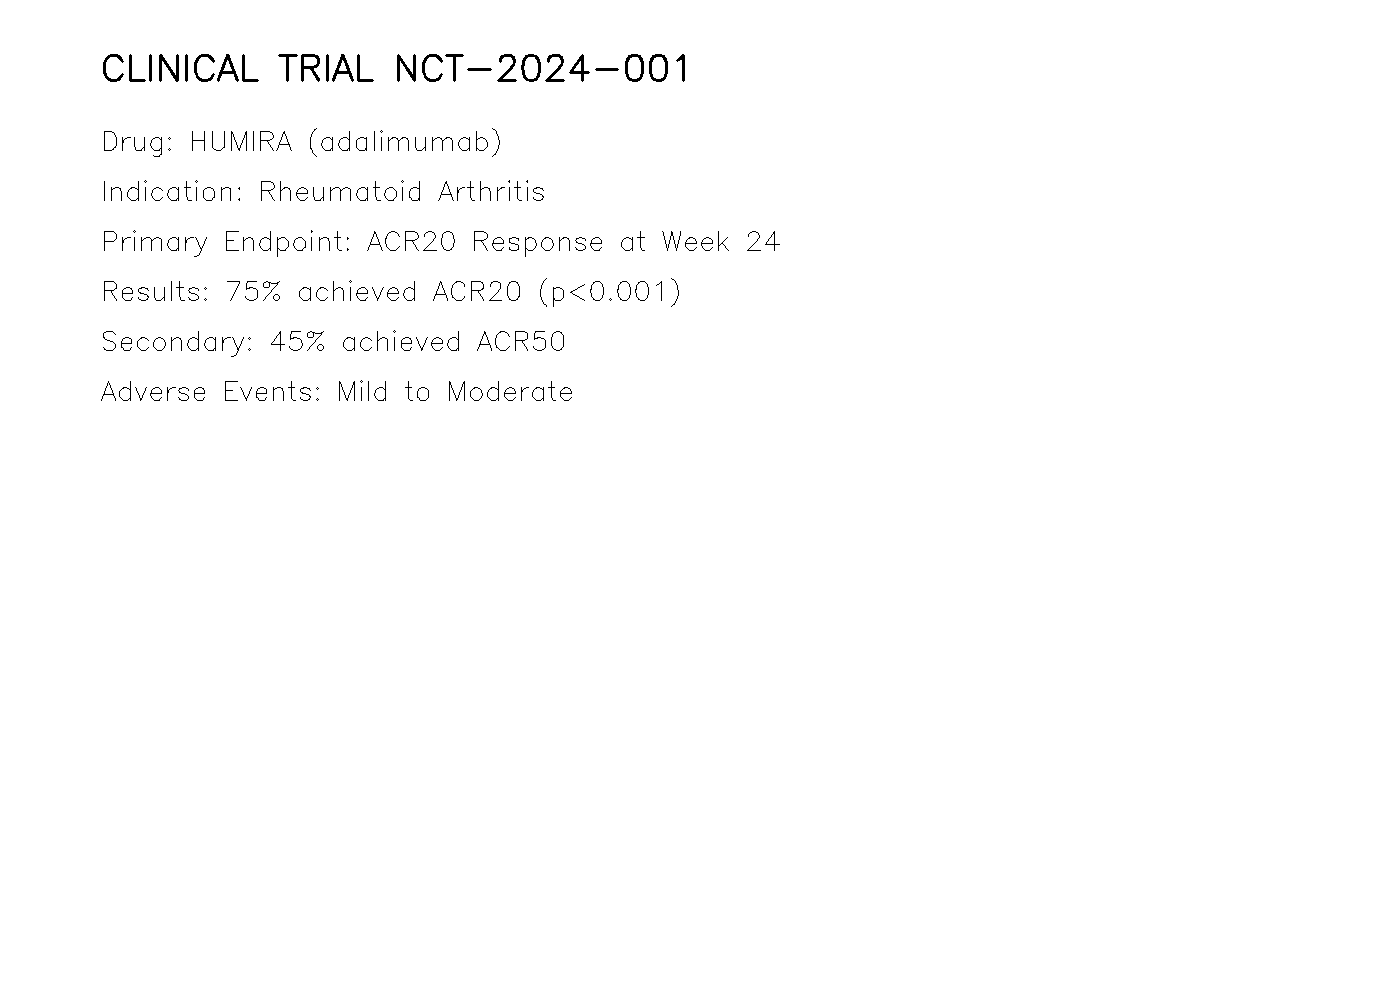 CLINICAL TRIAL NCT-2024-001
Drug: HUMIRA (adalimumab)
Indication: Rheumatoid Arthritis
Primary Endpoint: ACR20 Response at Week 24
Results: 75% achieved ACR20 (p<0.001)
Secondary: 45% achieved ACR50
Adverse Events: Mild to Moderate